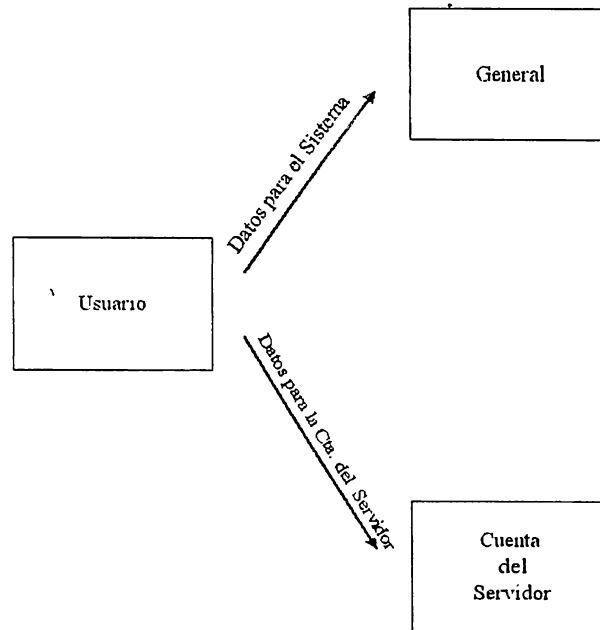 General
Datos para el Sistema
Usuario
Datos para la Cta. del Servidor
Cuenta
del
Servidor